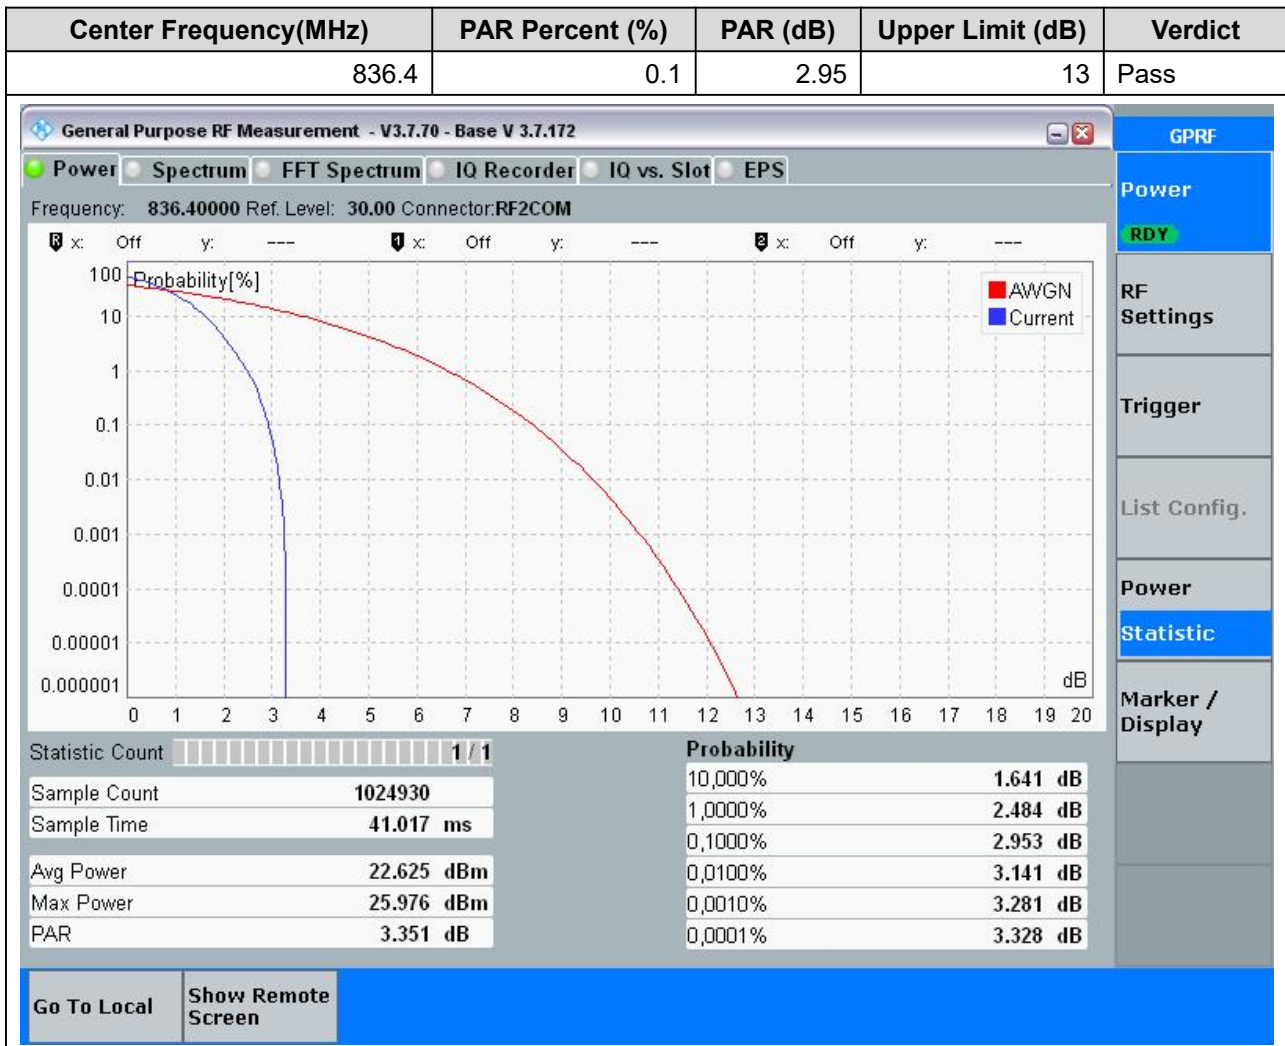 Center Frequency(MHz) PAR Percent (%) PAR (dB) Upper Limit (dB) Verdict
836.4 0.1 2.95 13 Pass
General Purpose RF Measurement - V3.7.70 - Base V 3.7.172
GPRF
Power Spectrum FFT Spectrum IQ Recorder IQ vs. Slot EPS
Frequency: 836.40000 Ref. Level: 30.00 Connector:RF2COM
R x: Off y: --- 1 x: Off y: --- 2 x: Off y: ---
Probability[%]
AWGN
Current
100
10
1
0.1
0.01
0.001
0.0001
0.00001
0.000001
dB
0 1 2 3 4 5 6 7 8 9 10 11 12 13 14 15 16 17 18 19 20
Statistic Count 1 / 1
Sample Count 1024930
Sample Time 41.017 ms
Avg Power 22.625 dBm
Max Power 25.976 dBm
PAR 3.351 dB
Probability
10,000% 1.641 dB
1,0000% 2.484 dB
0,1000% 2.953 dB
0,0100% 3.141 dB
0,0010% 3.281 dB
0,0001% 3.328 dB
Power
RDY
RF
Settings
Trigger
List Config.
Power
Statistic
Marker /
Display
Go To Local
Show Remote
Screen